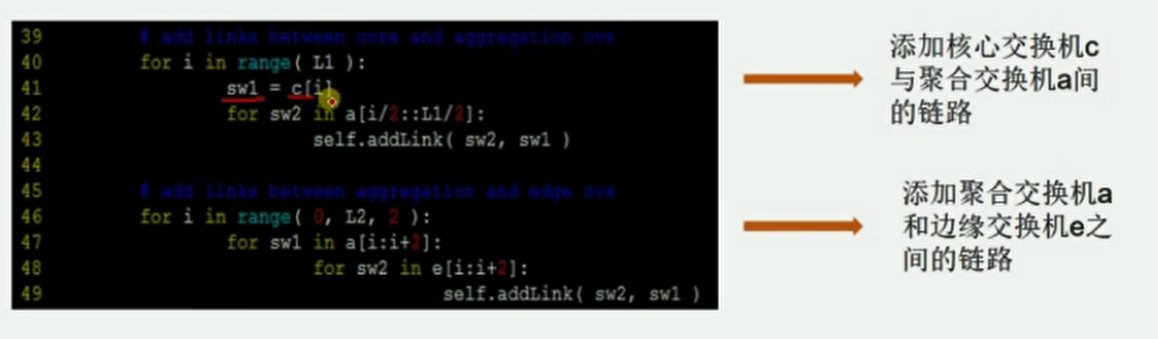 39 # add links between core and aggregation ovs
40 for i in range( L1 ):
41 sw1 = c[i]
42 for sw2 in a[i/2::L1/2]:
43 self.addLink( sw2, sw1 )
44
45 # add links between aggregation and edge ovs
46 for i in range( 0, L2, 2 ):
47 for sw1 in a[i:i+2]:
48 for sw2 in e[i:i+2]:
49 self.addLink( sw2, sw1 )
添加核心交换机c
与聚合交换机a间
的链路
添加聚合交换机a
和边缘交换机e之
间的链路